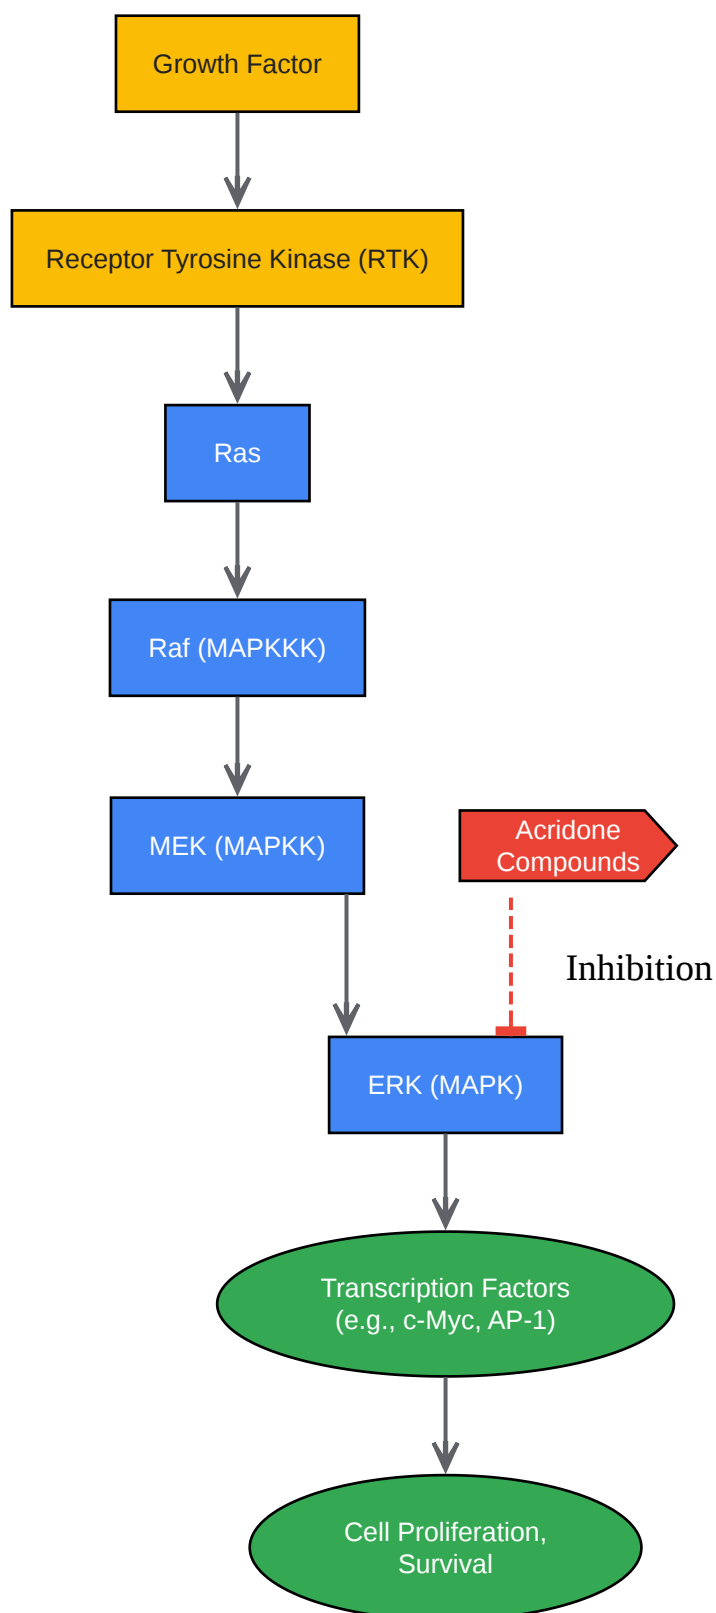 Growth Factor
Receptor Tyrosine Kinase (RTK)
Ras
Raf (MAPKKK)
MEK (MAPKK)
Acridone
Compounds
Inhibition
ERK (MAPK)
Transcription Factors
(e.g., c-Myc, AP-1)
Cell Proliferation,
Survival